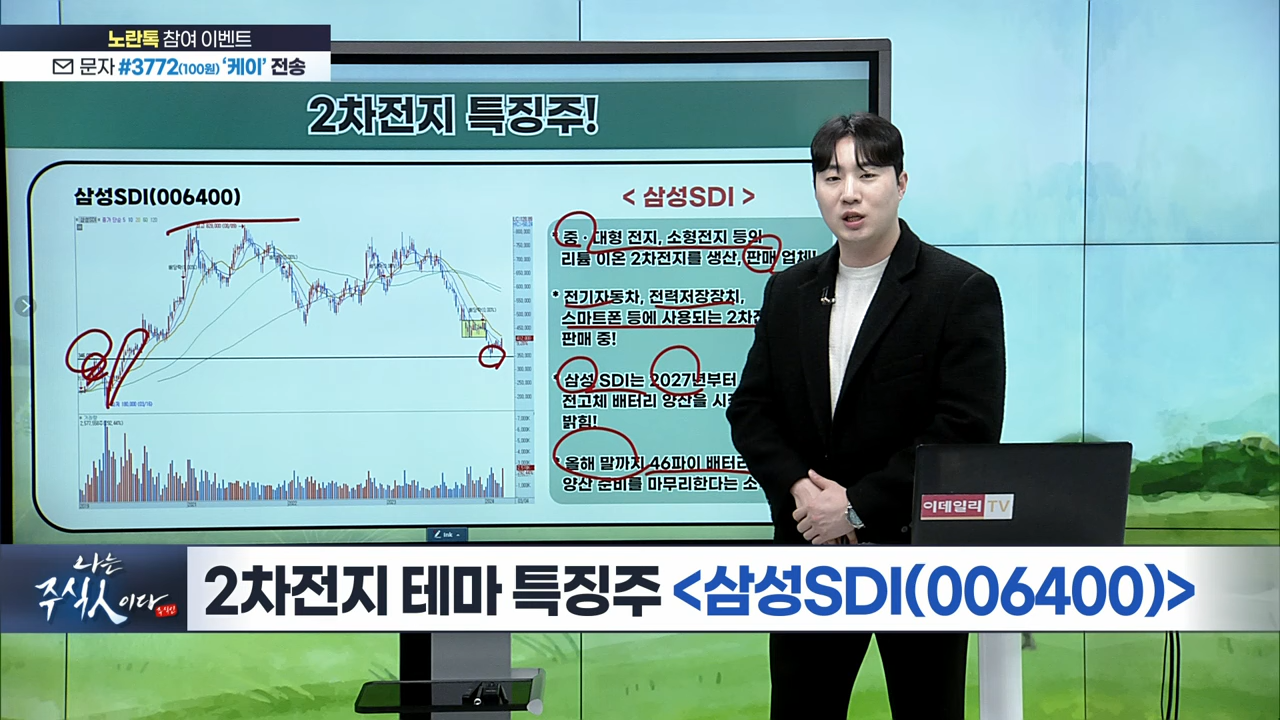 노란톡 참여 이벤트
문자 #3772(100원) '케이' 전송
2차전지 특징주!
삼성SDI(006400)
< 삼성SDI >
* 중·대형 전지, 소형전지 등의
리튬 이온 2차전지를 생산, 판매 업체!
* 전기자동차, 전력저장장치,
스마트폰 등에 사용되는 2차전
판매 중!
* 삼성 SDI는 2027년부터
전고체 배터리 양산을
밝힘!
* 올해 말까지 46파이 배터리
양산 준비를 마무리한다는 소
Ink
이데일리 TV
나는
주식人이다
2차전지 테마 특징주 <삼성SDI(006400)>